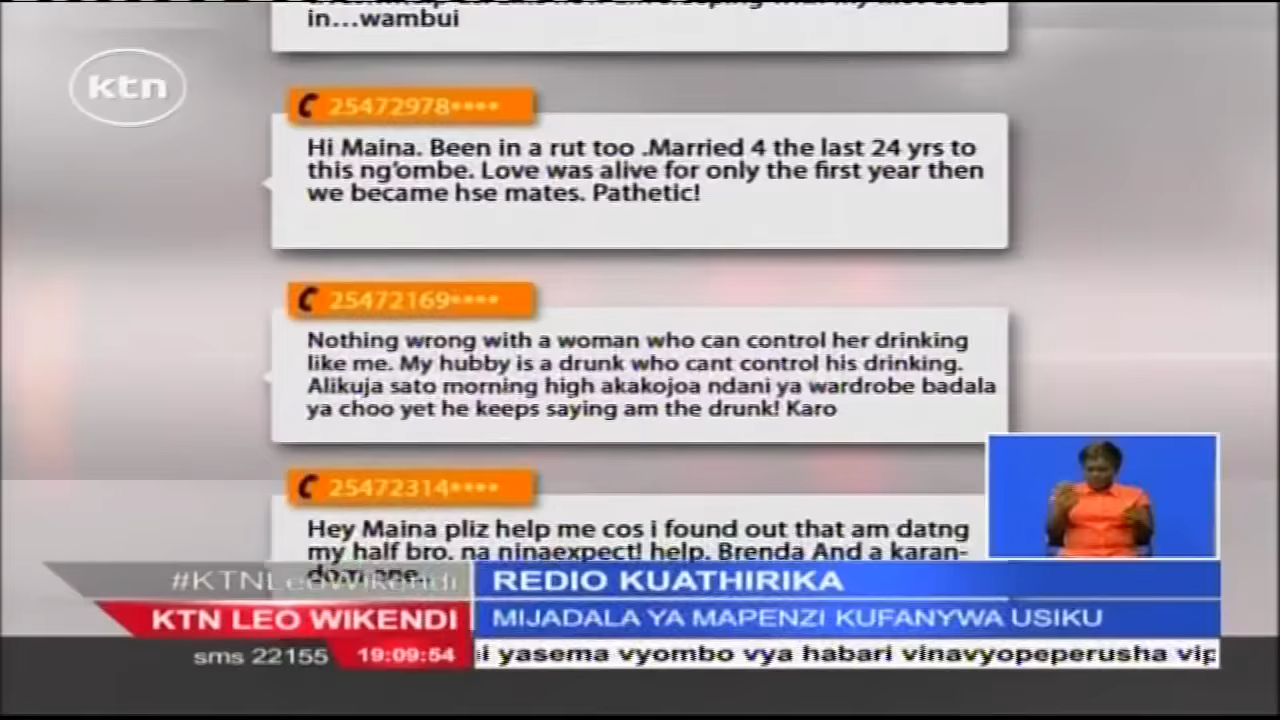 in...wambui
ktn
25472978****
Hi Maina. Been in a rut too .Married 4 the last 24 yrs to
this ng'ombe. Love was alive for only the first year then
we became hse mates. Pathetic!
25472169****
Nothing wrong with a woman who can control her drinking
like me. My hubby is a drunk who cant control his drinking.
Alikuja sato morning high akakojoa ndani ya wardrobe badala
ya choo yet he keeps saying am the drunk! Karo
25472314****
Hey Maina pliz help me cos i found out that am datng
my half bro. na ninaexpect! help. Brenda And a karan-
dom one.
#KTNLeoWikendi
REDIO KUATHIRIKA
KTN LEO WIKENDI
MIJADALA YA MAPENZI KUFANYWA USIKU
sms 22155
19:09:54
yasema vyombo vya habari vinavyopeperusha vip